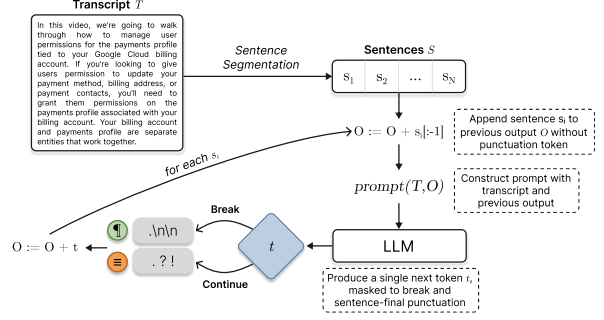 Transcript T
In this video, we're going to walk
through how to manage user
permissions for the payments profile
tied to your Google Cloud billing
account. If you're looking to give
users permission to update your
payment method, billing address, or
payment contacts, you'll need to
grant them permissions on the
payments profile associated with your
billing account. Your billing account
and payments profile are separate
entities that work together.
Sentence
Segmentation
Sentences S
s1 s2 ... sN
O := O + si[:-1]
Append sentence si to
previous output O without
punctuation token
for each si
prompt(T,O)
Construct prompt with
transcript and
previous output
LLM
Produce a single next token t,
masked to break and
sentence-final punctuation
t
Break
Continue
¶ .\n\n
≡ . ? !
O := O + t